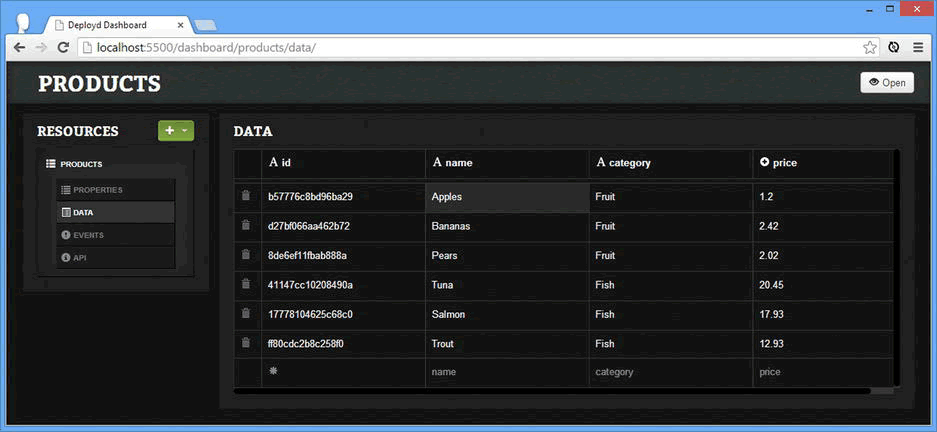 Deployd Dashboard
localhost:5500/dashboard/products/data/
PRODUCTS
Open
RESOURCES
PRODUCTS
PROPERTIES
DATA
EVENTS
API
DATA
id name category price
b57776c8bd96ba29 Apples Fruit 1.2
d27bf066aa462b72 Bananas Fruit 2.42
8de6ef11fbab888a Pears Fruit 2.02
41147cc10208490a Tuna Fish 20.45
17778104625c68c0 Salmon Fish 17.93
ff80cdc2b8c258f0 Trout Fish 12.93
name category price